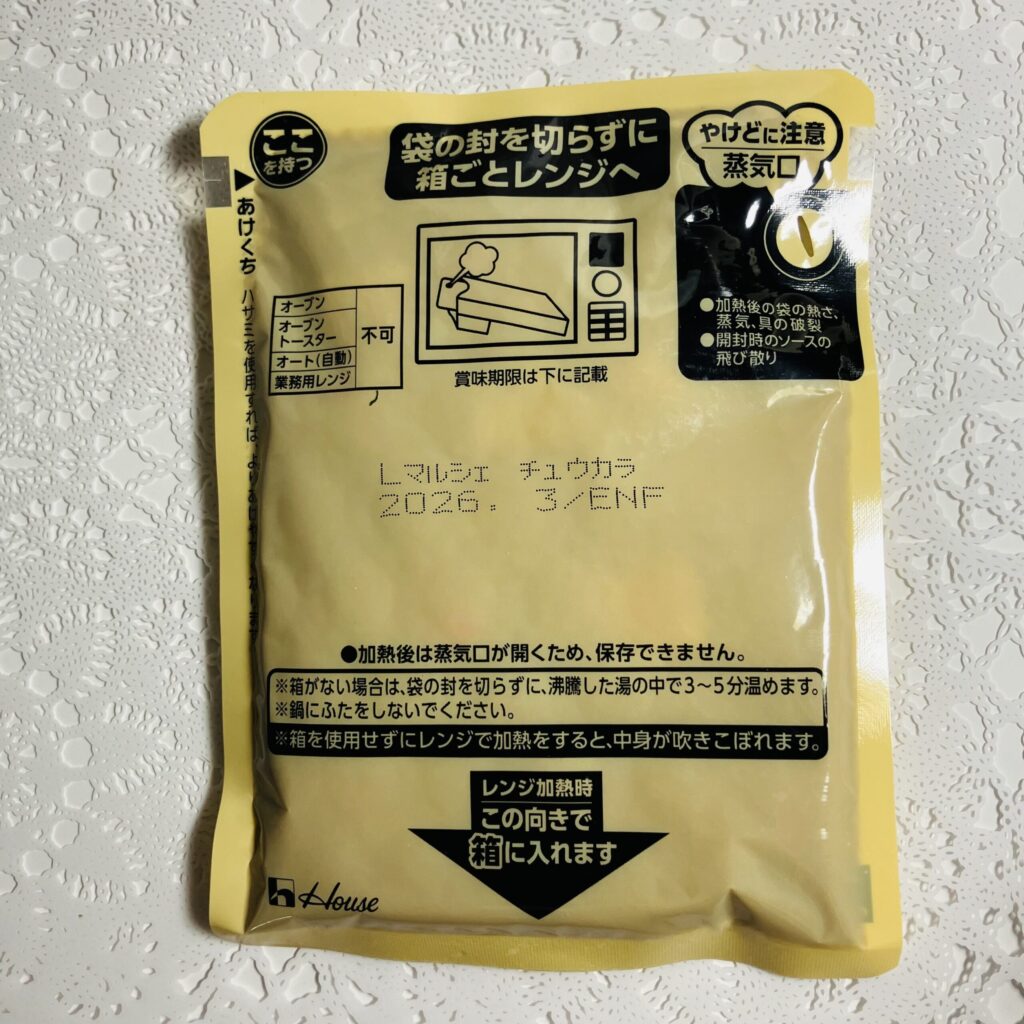 ここ
を持つ
袋の封を切らずに
箱ごとレンジへ
やけどに注意
蒸気口
●加熱後の袋の熱さ、
蒸気、具の破裂
●開封時のソースの
飛び散り
▶あけくち ハサミを使用すれば、
オーブン
オーブン
トースター
オート(自動)
業務用レンジ
不可
賞味期限は下に記載
Lマルシェ チュウカラ
2026. 3/ENF
●加熱後は蒸気口が開くため、保存できません。
※箱がない場合は、袋の封を切らずに、沸騰した湯の中で3〜5分温めます。
※鍋にふたをしないでください。
※箱を使用せずにレンジで加熱をすると、中身が吹きこぼれます。
レンジ加熱時
この向きで
箱に入れます
House